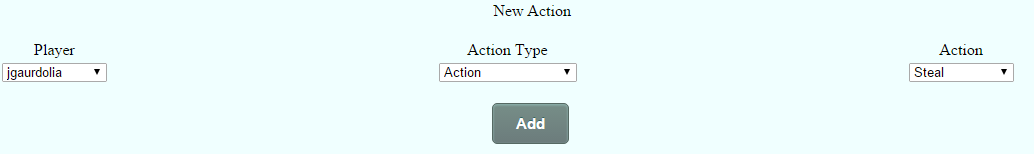 New Action
Player Action Type Action
jgaurdolia Action Steal
Add